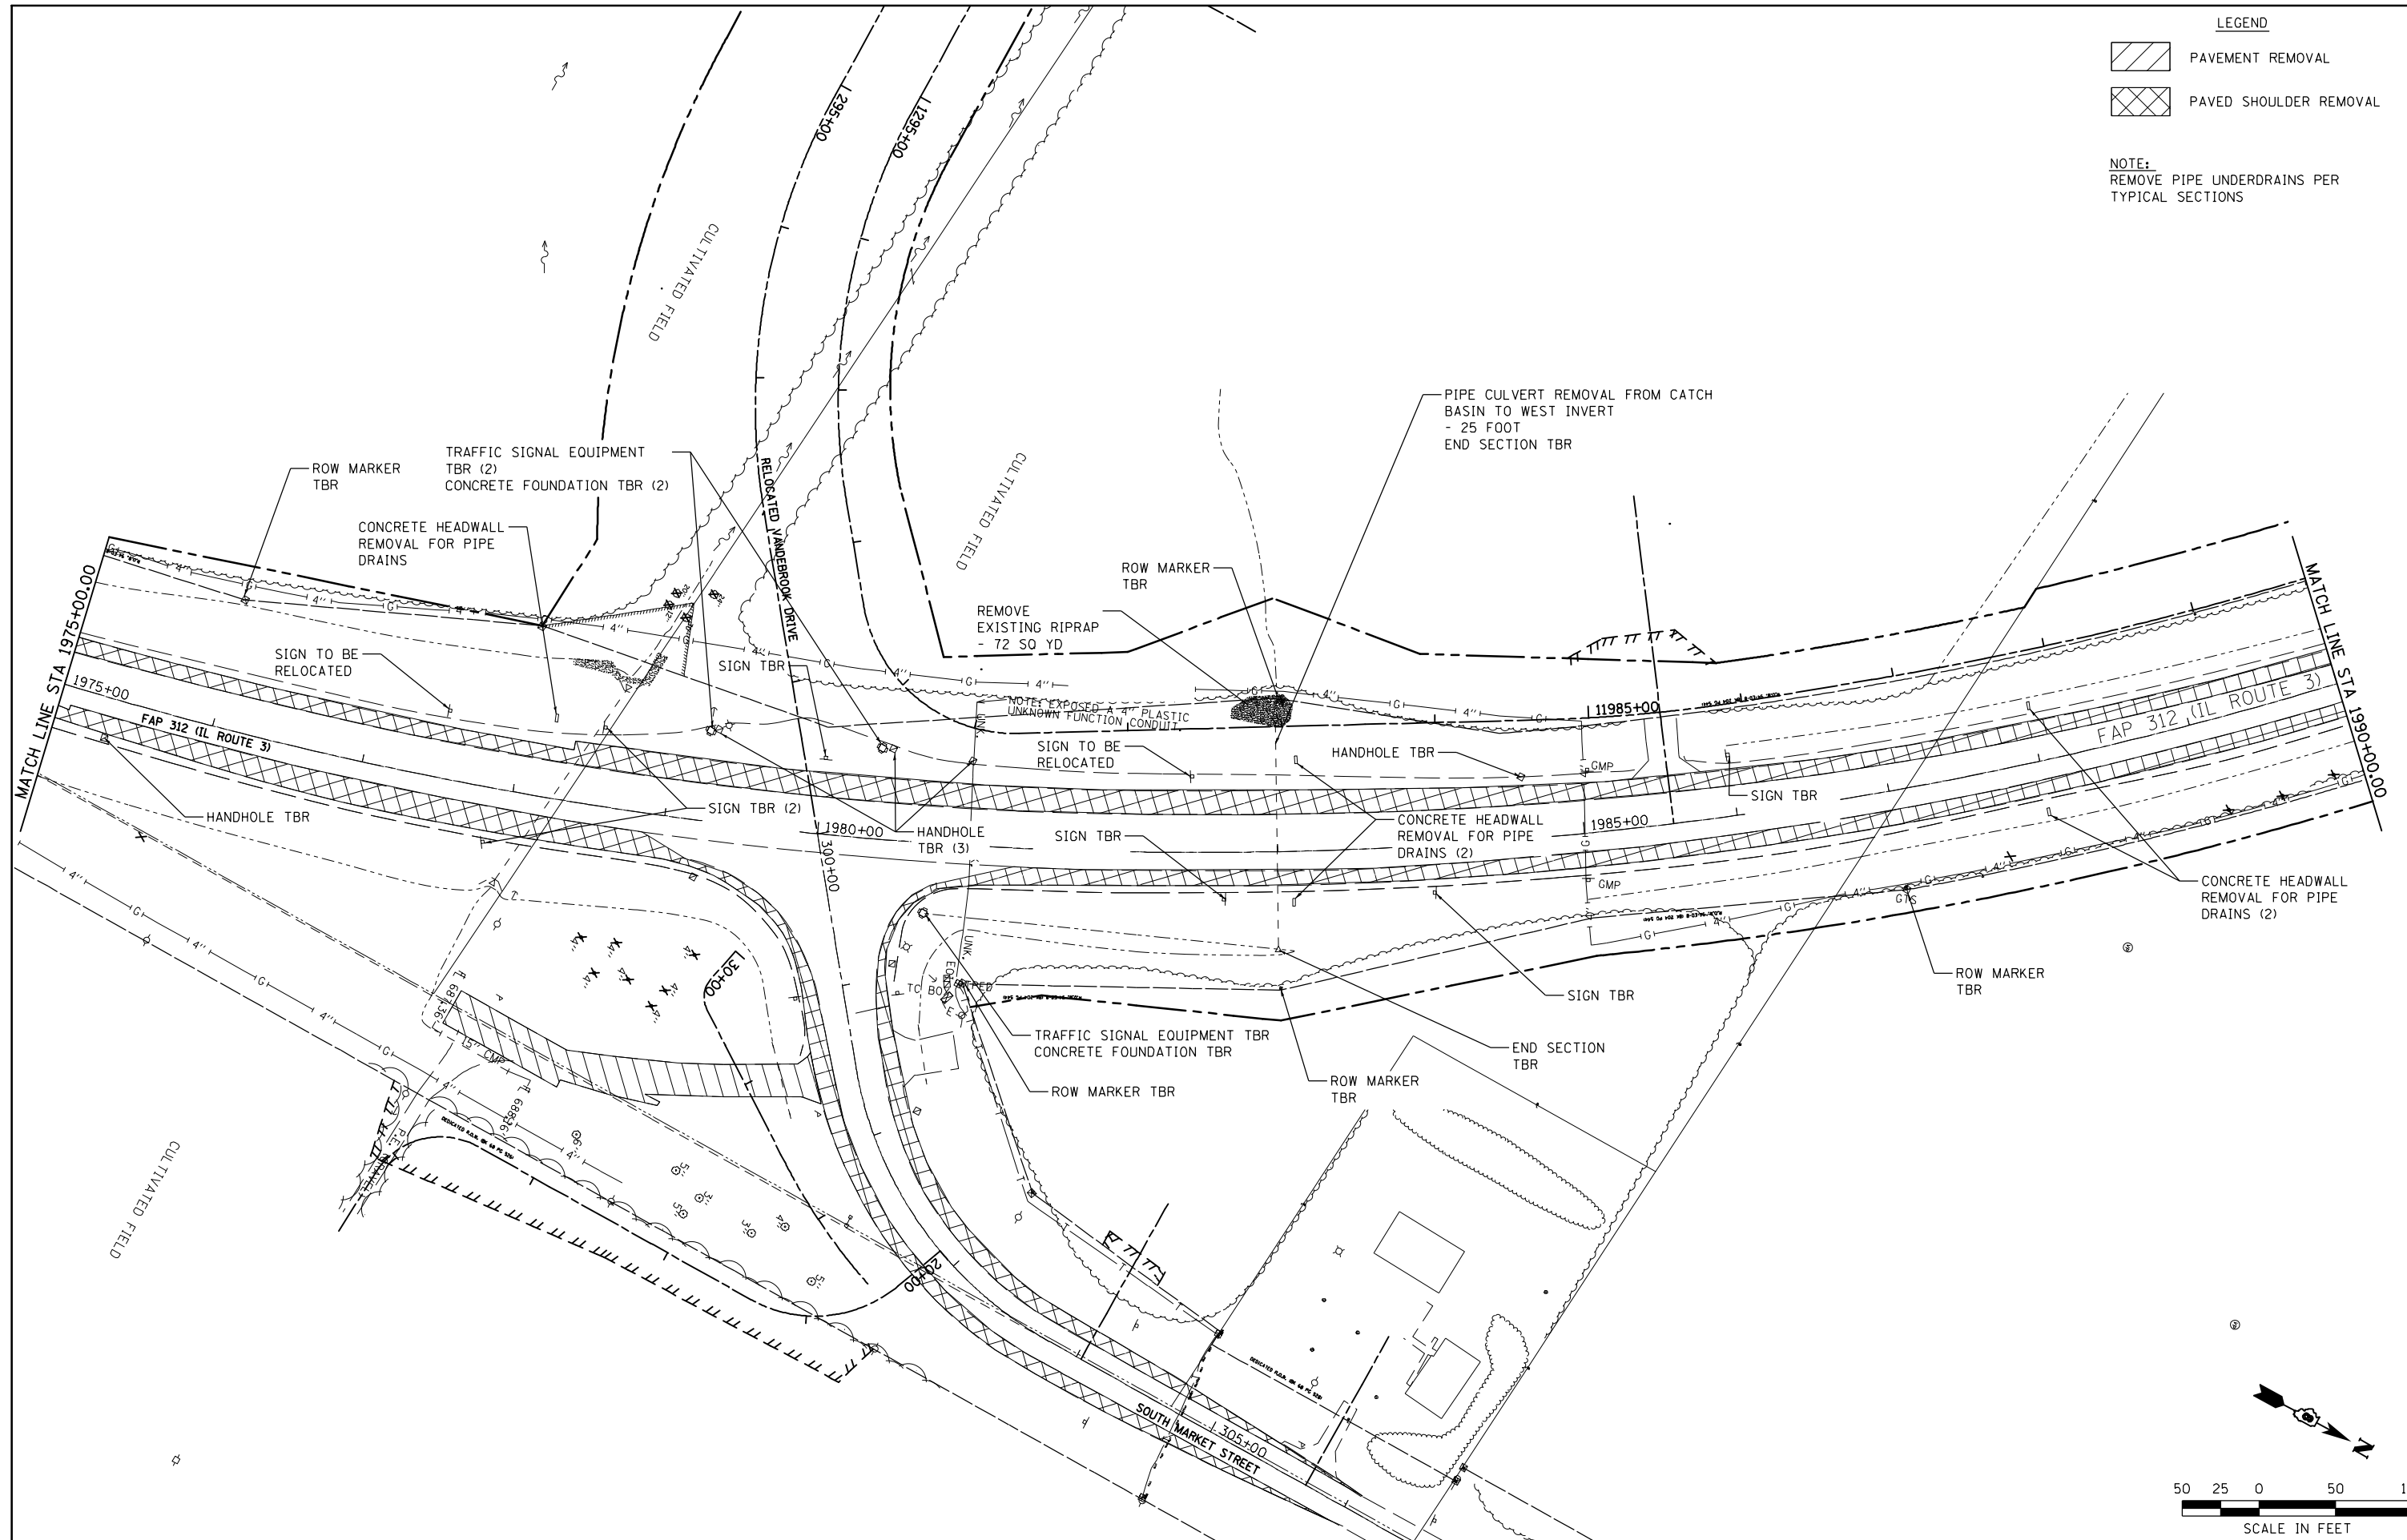 LEGEND
PAVEMENT REMOVAL
PAVED SHOULDER REMOVAL
NOTE:
REMOVE PIPE UNDERDRAINS PER
TYPICAL SECTIONS
295+00
1295+00
CULTIVATED FIELD
CULTIVATED FIELD
RELOCATED VANDEBROOK DRIVE
PIPE CULVERT REMOVAL FROM CATCH
BASIN TO WEST INVERT
- 25 FOOT
END SECTION TBR
TRAFFIC SIGNAL EQUIPMENT
TBR (2)
CONCRETE FOUNDATION TBR (2)
ROW MARKER
TBR
CONCRETE HEADWALL
REMOVAL FOR PIPE
DRAINS
ROW MARKER
TBR
REMOVE
EXISTING RIPRAP
- 72 SQ YD
SIGN TO BE
RELOCATED
SIGN TBR
MATCH LINE STA 1975+00.00
1975+00
FAP 312 (IL ROUTE 3)
NOTE: EXPOSED A 4" PLASTIC
UNKNOWN FUNCTION CONDUIT.
UNK.
SIGN TO BE
RELOCATED
HANDHOLE TBR
11985+00
GMP
SIGN TBR
FAP 312 (IL ROUTE 3)
MATCH LINE STA 1990+00.00
HANDHOLE TBR
SIGN TBR (2)
1980+00
300+00
HANDHOLE
TBR (3)
SIGN TBR
CONCRETE HEADWALL
REMOVAL FOR PIPE
DRAINS (2)
1985+00
GMP
CONCRETE HEADWALL
REMOVAL FOR PIPE
DRAINS (2)
GTS
ROW MARKER
TBR
SIGN TBR
END SECTION
TBR
ROW MARKER
TBR
UNK.
TC BOX
TRAFFIC SIGNAL EQUIPMENT TBR
CONCRETE FOUNDATION TBR
ROW MARKER TBR
30+00
15" CMP
P.E.
GRAVEL
CULTIVATED FIELD
20+00
SOUTH MARKET STREET
305+00
N
50 25 0 50
SCALE IN FEET